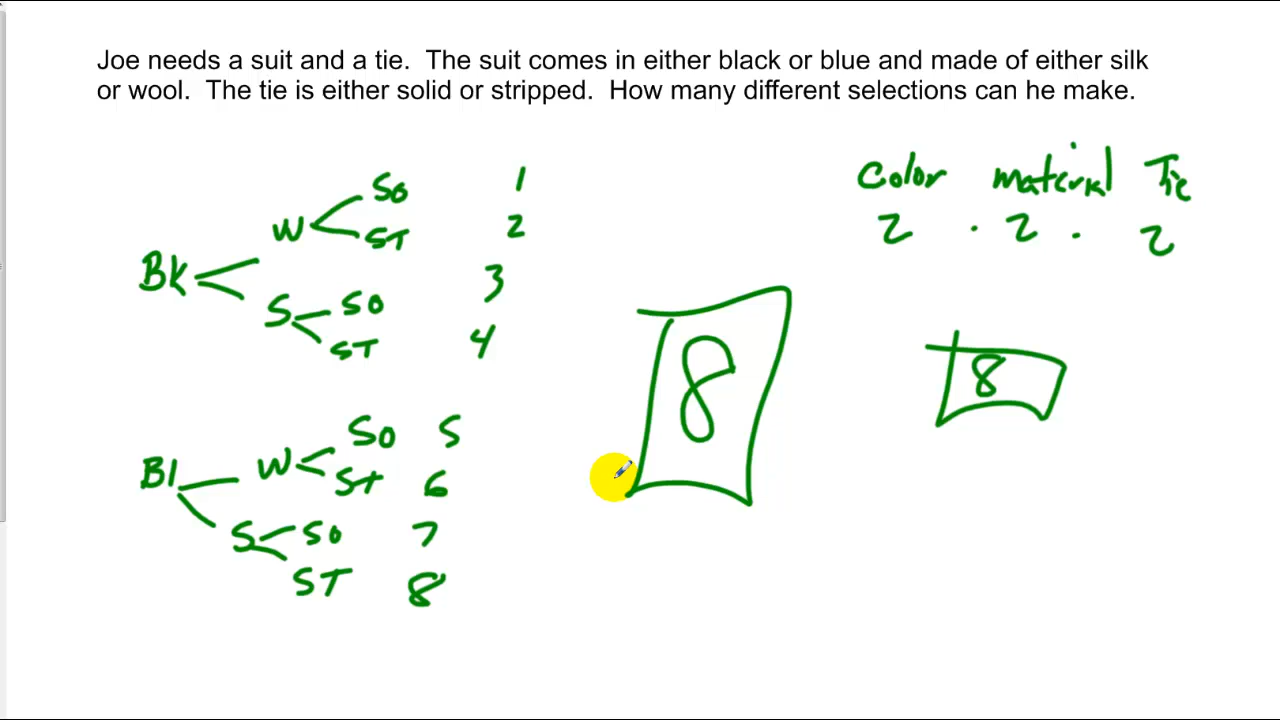 Joe needs a suit and a tie.  The suit comes in either black or blue and made of either silk
or wool.  The tie is either solid or stripped.  How many different selections can he make.
Color material Tie
2 . 2 . 2
So 1
W ST 2
BK
S So 3
ST 4
8
8
W So 5
Bl ST 6
S So 7
ST 8